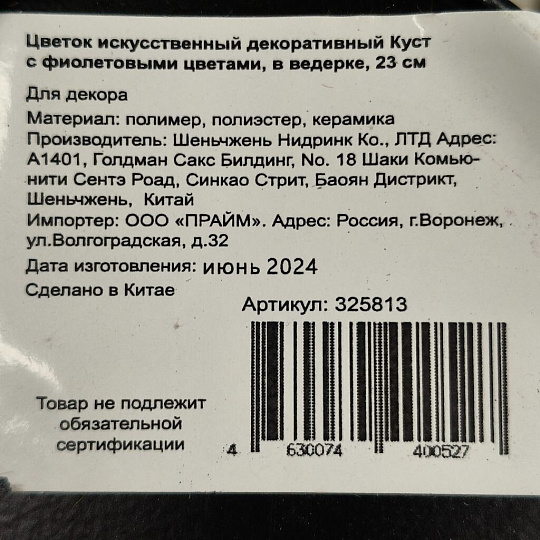 Цветок искусственный декоративный Куст
с фиолетовыми цветами, в ведерке, 23 см
Для декора
Материал: полимер, полиэстер, керамика
Производитель: Шеньчжень Нидринк Ко., ЛТД Адрес:
А1401, Голдман Сакс Билдинг, No. 18 Шаки Комью-
нити Сентэ Роад, Синкао Стрит, Баоян Дистрикт,
Шеньчжень, Китай
Импортер: ООО «ПРАЙМ». Адрес: Россия, г.Воронеж,
ул.Волгоградская, д.32
Дата изготовления: июнь 2024
Сделано в Китае
Артикул: 325813
Товар не подлежит
обязательной
сертификации
4 630074 400527